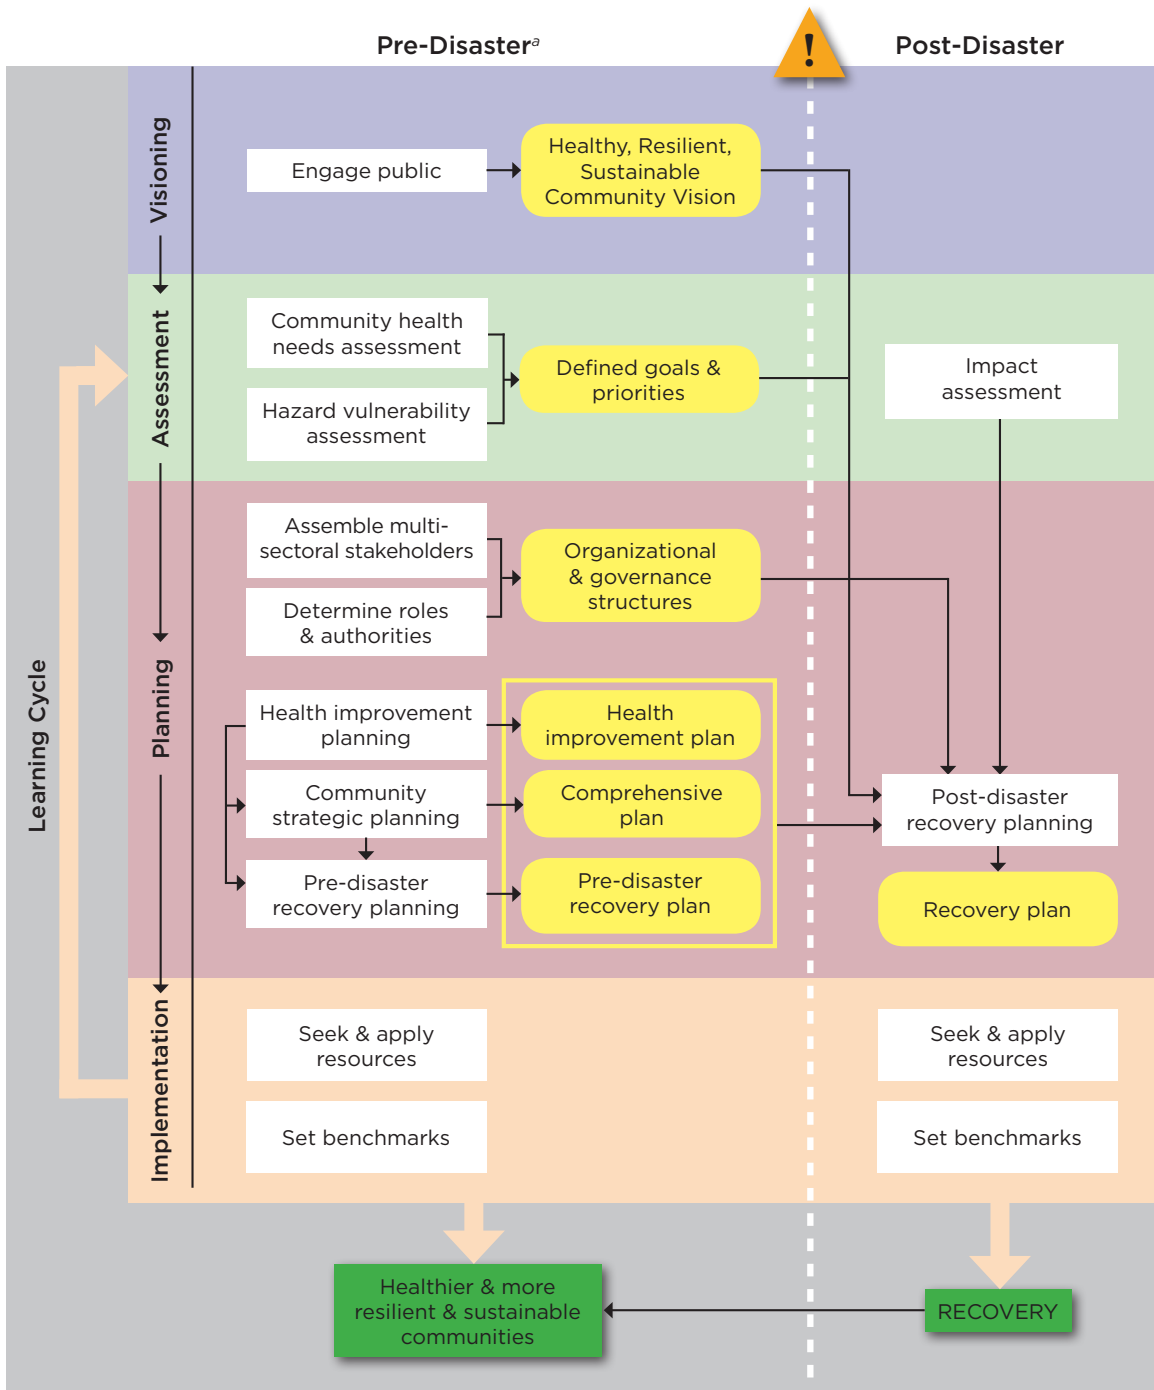 Pre-Disastera
!
Post-Disaster
Learning Cycle
Visioning
Engage public
Healthy, Resilient,
Sustainable
Community Vision
Assessment
Community health
needs assessment
Hazard vulnerability
assessment
Defined goals &
priorities
Impact
assessment
Planning
Assemble multi-
sectoral stakeholders
Determine roles
& authorities
Organizational
& governance
structures
Health improvement
planning
Health
improvement plan
Community
strategic planning
Comprehensive
plan
Pre-disaster
recovery planning
Pre-disaster
recovery plan
Post-disaster
recovery planning
Recovery plan
Implementation
Seek & apply
resources
Set benchmarks
Seek & apply
resources
Set benchmarks
Healthier & more
resilient & sustainable
communities
RECOVERY